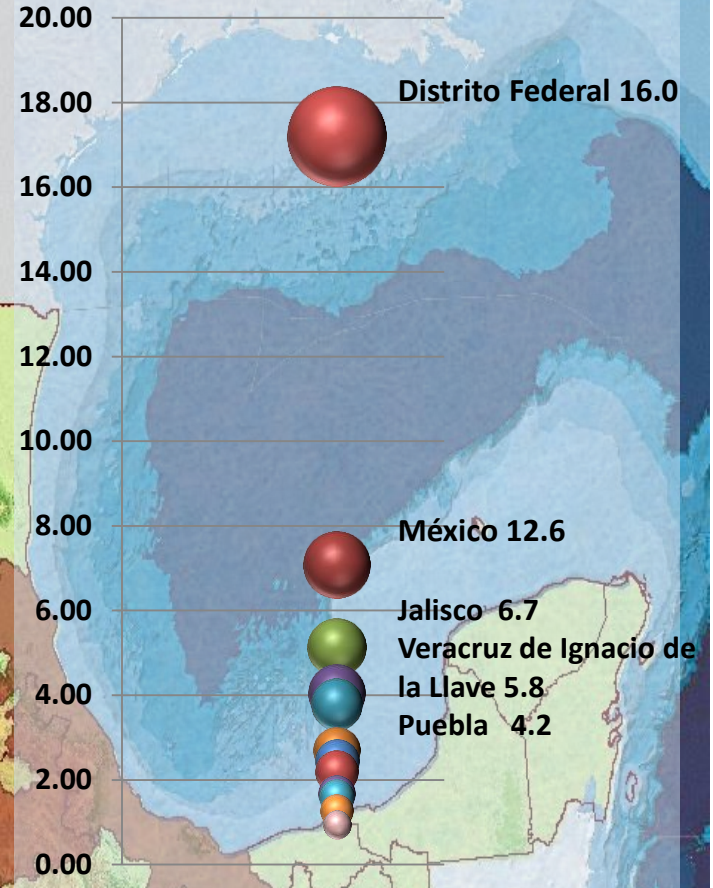 20.00
Distrito Federal 16.0
18.00
16.00
14.00
12.00
10.00
8.00
México 12.6
6.00
Jalisco 6.7
Veracruz de Ignacio de
la Llave 5.8
4.00
Puebla 4.2
2.00
0.00